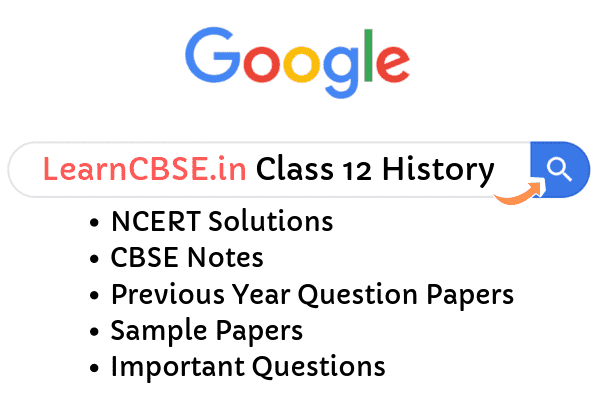 Google
LearnCBSE.in Class 12 History
• NCERT Solutions
• CBSE Notes
• Previous Year Question Papers
• Sample Papers
• Important Questions